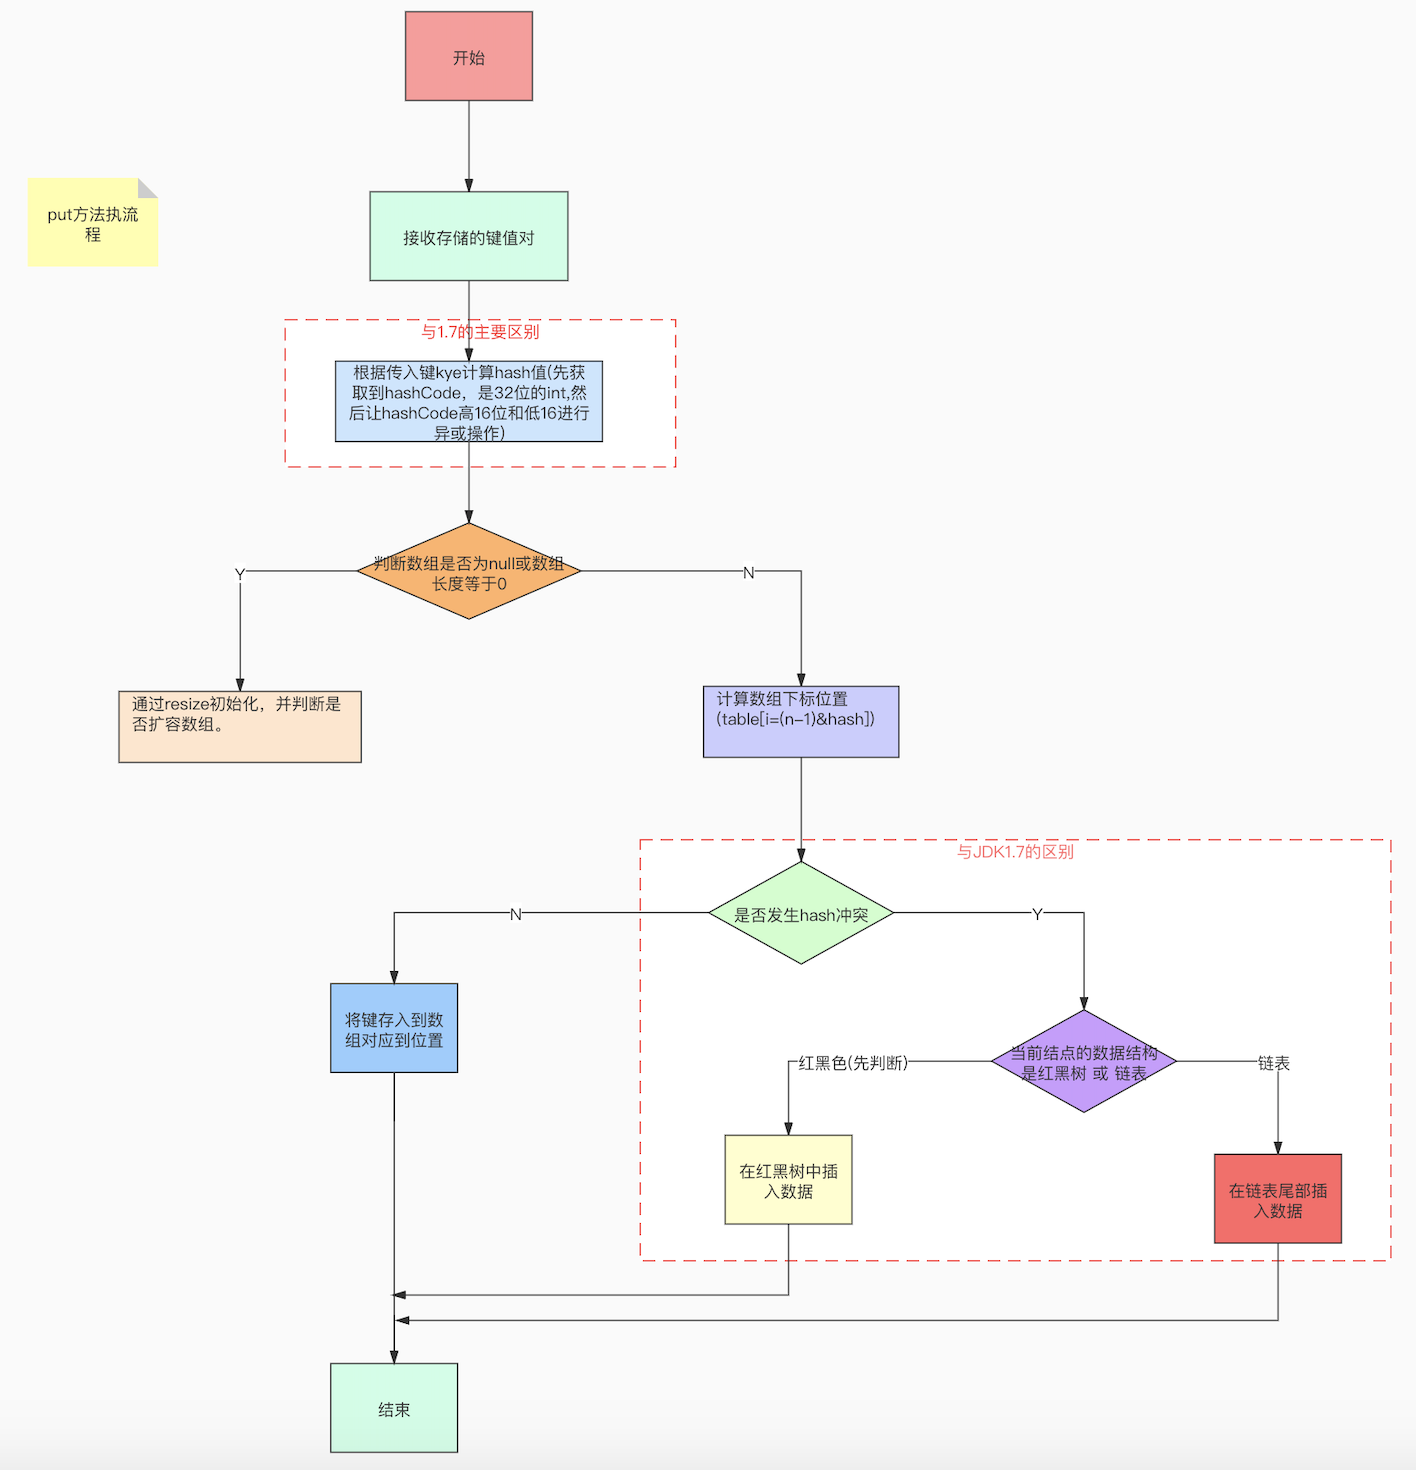 开始
put方法执流
程
接收存储的键值对
与1.7的主要区别
根据传入键kye计算hash值(先获
取到hashCode，是32位的int,然
后让hashCode高16位和低16进行
异或操作)
判断数组是否为null或数组
长度等于0
Y
N
通过resize初始化，并判断是
否扩容数组。
计算数组下标位置
(table[i=(n-1)&hash])
与JDK1.7的区别
是否发生hash冲突
N
Y
将键存入到数
组对应到位置
当前结点的数据结构
是红黑树 或 链表
红黑色(先判断)
链表
在红黑树中插
入数据
在链表尾部插
入数据
结束